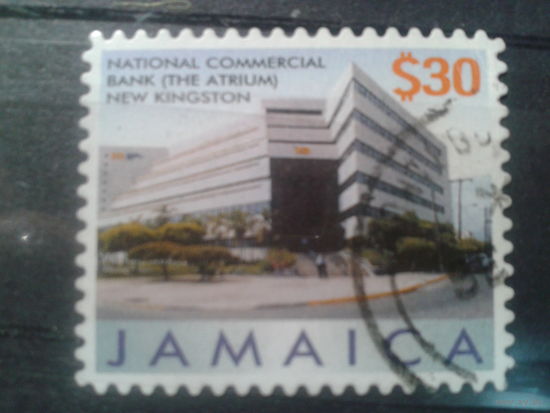 NATIONAL COMMERCIAL
BANK (THE ATRIUM)
NEW KINGSTON
$30
JAMAICA